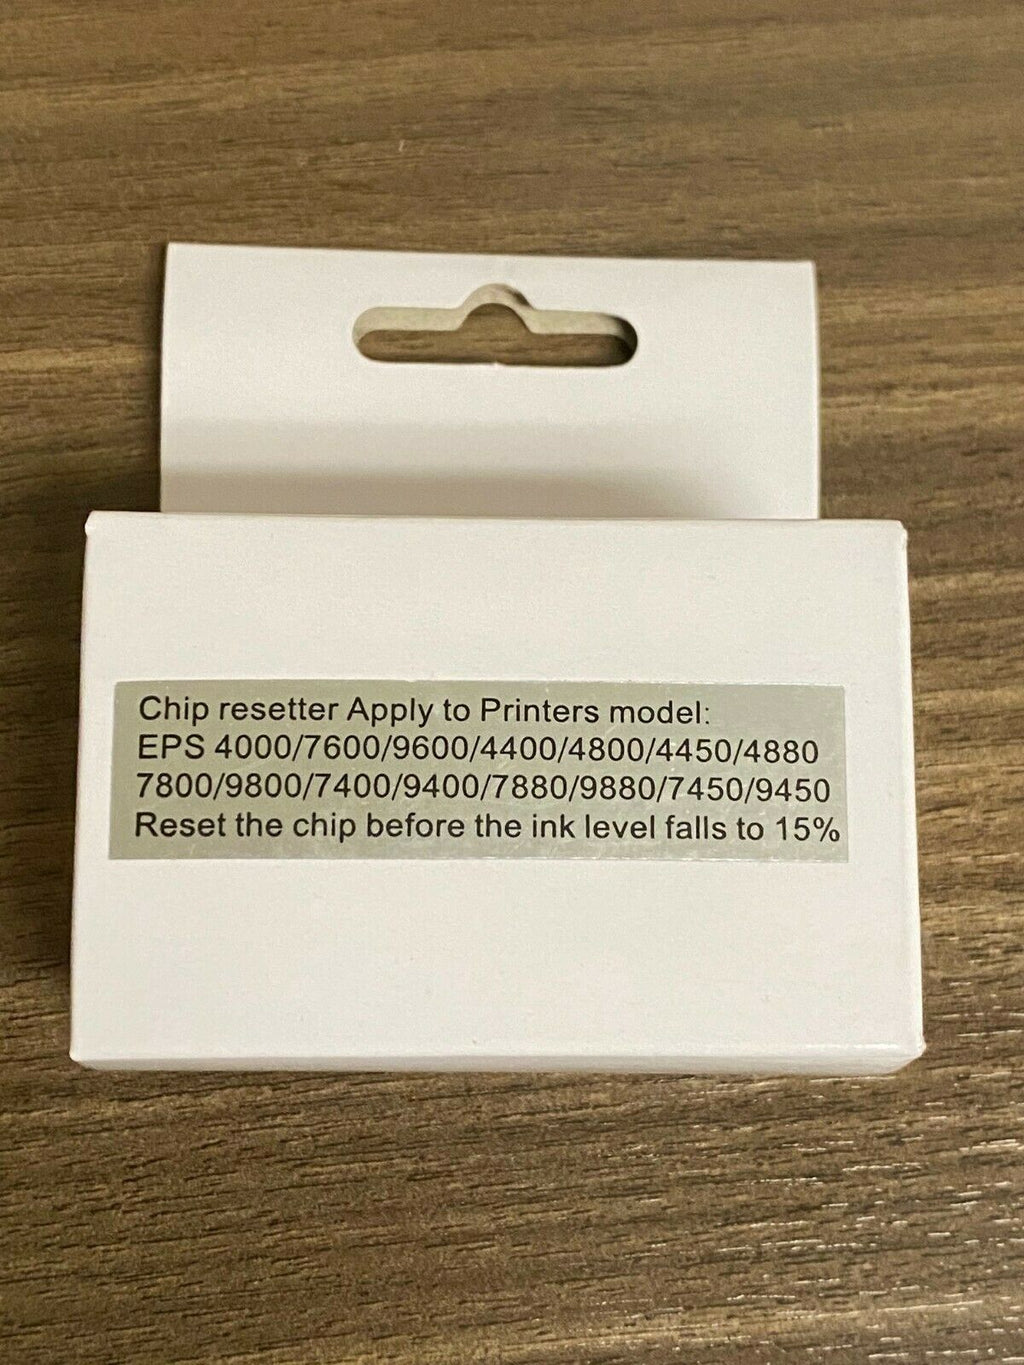 Chip resetter Apply to Printers model:
EPS 4000/7600/9600/4400/4800/4450/4880
7800/9800/7400/9400/7880/9880/7450/9450
Reset the chip before the ink level falls to 15%